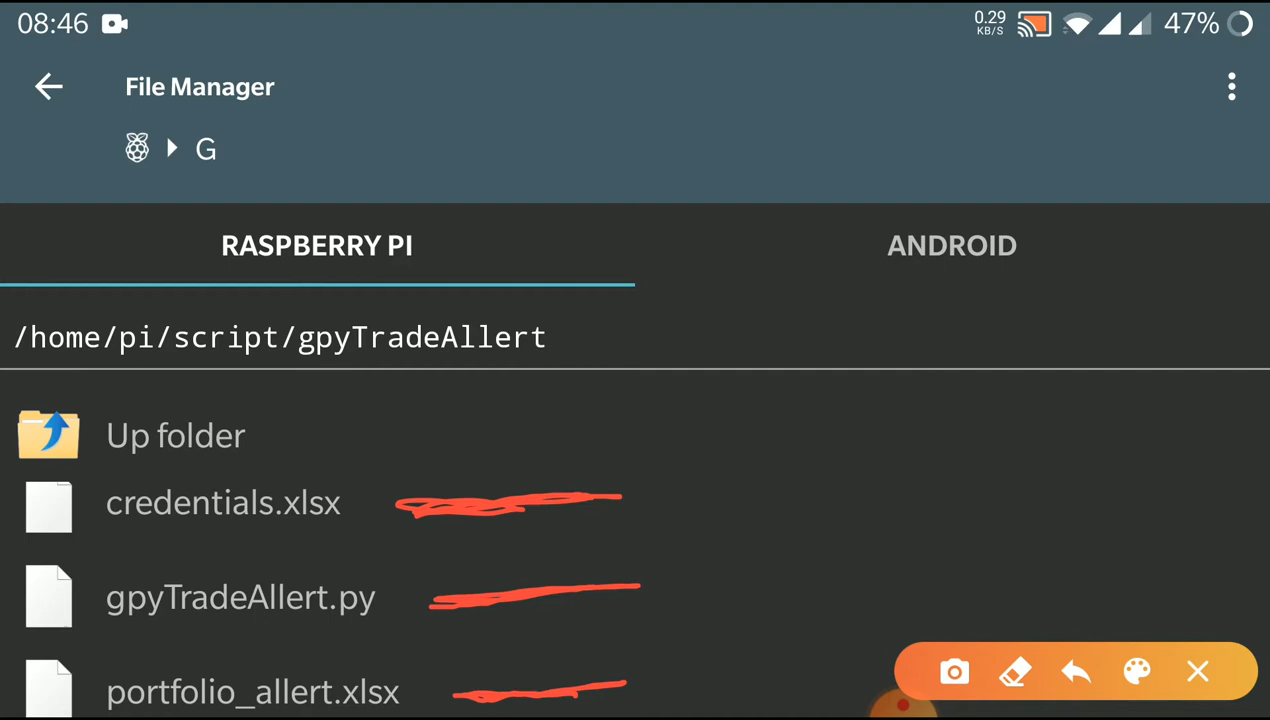 08:46
0.29
KB/S
47%
File Manager
G
RASPBERRY PI
ANDROID
/home/pi/script/gpyTradeAllert
Up folder
credentials.xlsx
gpyTradeAllert.py
portfolio_allert.xlsx